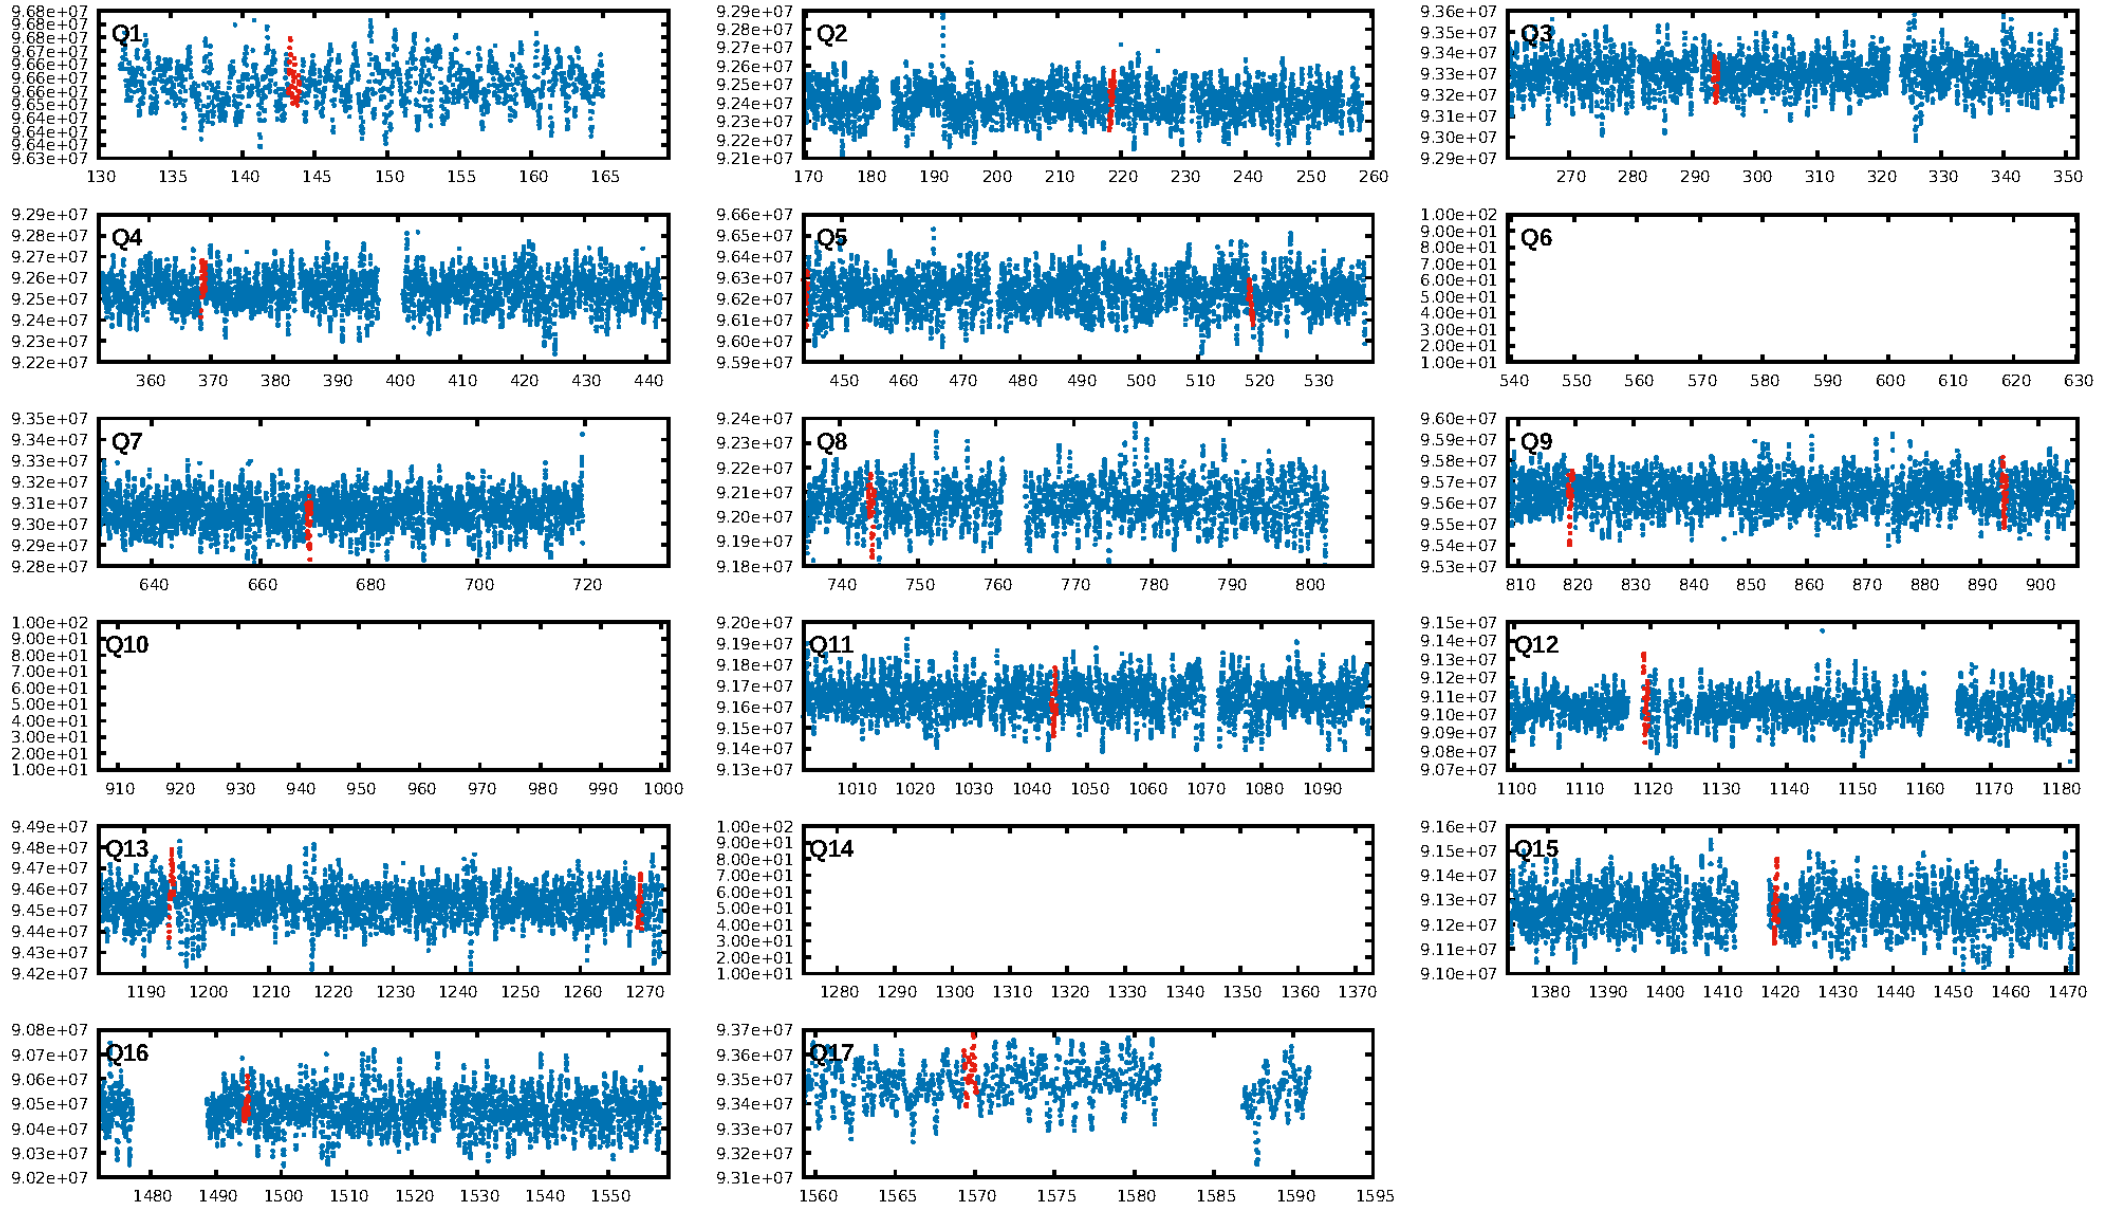 9.68e+07
9.68e+07
9.67e+07
9.67e+07
9.66e+07
9.66e+07
9.66e+07
9.65e+07
9.64e+07
9.64e+07
9.64e+07
9.63e+07
Q1
130 135 140 145 150 155 160 165
9.29e+07
9.28e+07
9.27e+07
9.26e+07
9.25e+07
9.24e+07
9.23e+07
9.22e+07
9.21e+07
Q2
170 180 190 200 210 220 230 240 250 260
9.36e+07
9.35e+07
9.34e+07
9.33e+07
9.32e+07
9.31e+07
9.30e+07
9.29e+07
Q3
270 280 290 300 310 320 330 340 350
9.29e+07
9.28e+07
9.27e+07
9.26e+07
9.25e+07
9.24e+07
9.23e+07
9.22e+07
Q4
360 370 380 390 400 410 420 430 440
9.66e+07
9.65e+07
9.64e+07
9.63e+07
9.62e+07
9.61e+07
9.60e+07
9.59e+07
Q5
450 460 470 480 490 500 510 520 530
1.00e+02
9.00e+01
8.00e+01
7.00e+01
6.00e+01
5.00e+01
4.00e+01
3.00e+01
2.00e+01
1.00e+01
Q6
540 550 560 570 580 590 600 610 620 630
9.35e+07
9.34e+07
9.33e+07
9.32e+07
9.31e+07
9.30e+07
9.29e+07
9.28e+07
Q7
640 660 680 700 720
9.24e+07
9.23e+07
9.22e+07
9.21e+07
9.20e+07
9.19e+07
9.18e+07
Q8
740 750 760 770 780 790 800
9.60e+07
9.59e+07
9.58e+07
9.57e+07
9.56e+07
9.55e+07
9.54e+07
9.53e+07
Q9
810 820 830 840 850 860 870 880 890 900
1.00e+02
9.00e+01
8.00e+01
7.00e+01
6.00e+01
5.00e+01
4.00e+01
3.00e+01
2.00e+01
1.00e+01
Q10
910 920 930 940 950 960 970 980 990 1000
9.20e+07
9.19e+07
9.18e+07
9.17e+07
9.16e+07
9.15e+07
9.14e+07
9.13e+07
Q11
1010 1020 1030 1040 1050 1060 1070 1080 1090
9.15e+07
9.14e+07
9.13e+07
9.12e+07
9.11e+07
9.10e+07
9.09e+07
9.08e+07
9.07e+07
Q12
1100 1110 1120 1130 1140 1150 1160 1170 1180
9.49e+07
9.48e+07
9.47e+07
9.46e+07
9.45e+07
9.44e+07
9.43e+07
9.42e+07
Q13
1190 1200 1210 1220 1230 1240 1250 1260 1270
1.00e+02
9.00e+01
8.00e+01
7.00e+01
6.00e+01
5.00e+01
4.00e+01
3.00e+01
2.00e+01
1.00e+01
Q14
1280 1290 1300 1310 1320 1330 1340 1350 1360 1370
9.16e+07
9.15e+07
9.14e+07
9.13e+07
9.12e+07
9.11e+07
9.10e+07
Q15
1380 1390 1400 1410 1420 1430 1440 1450 1460 1470
9.08e+07
9.07e+07
9.06e+07
9.05e+07
9.04e+07
9.03e+07
9.02e+07
Q16
1480 1490 1500 1510 1520 1530 1540 1550
9.37e+07
9.36e+07
9.35e+07
9.34e+07
9.33e+07
9.32e+07
9.31e+07
Q17
1560 1565 1570 1575 1580 1585 1590 1595